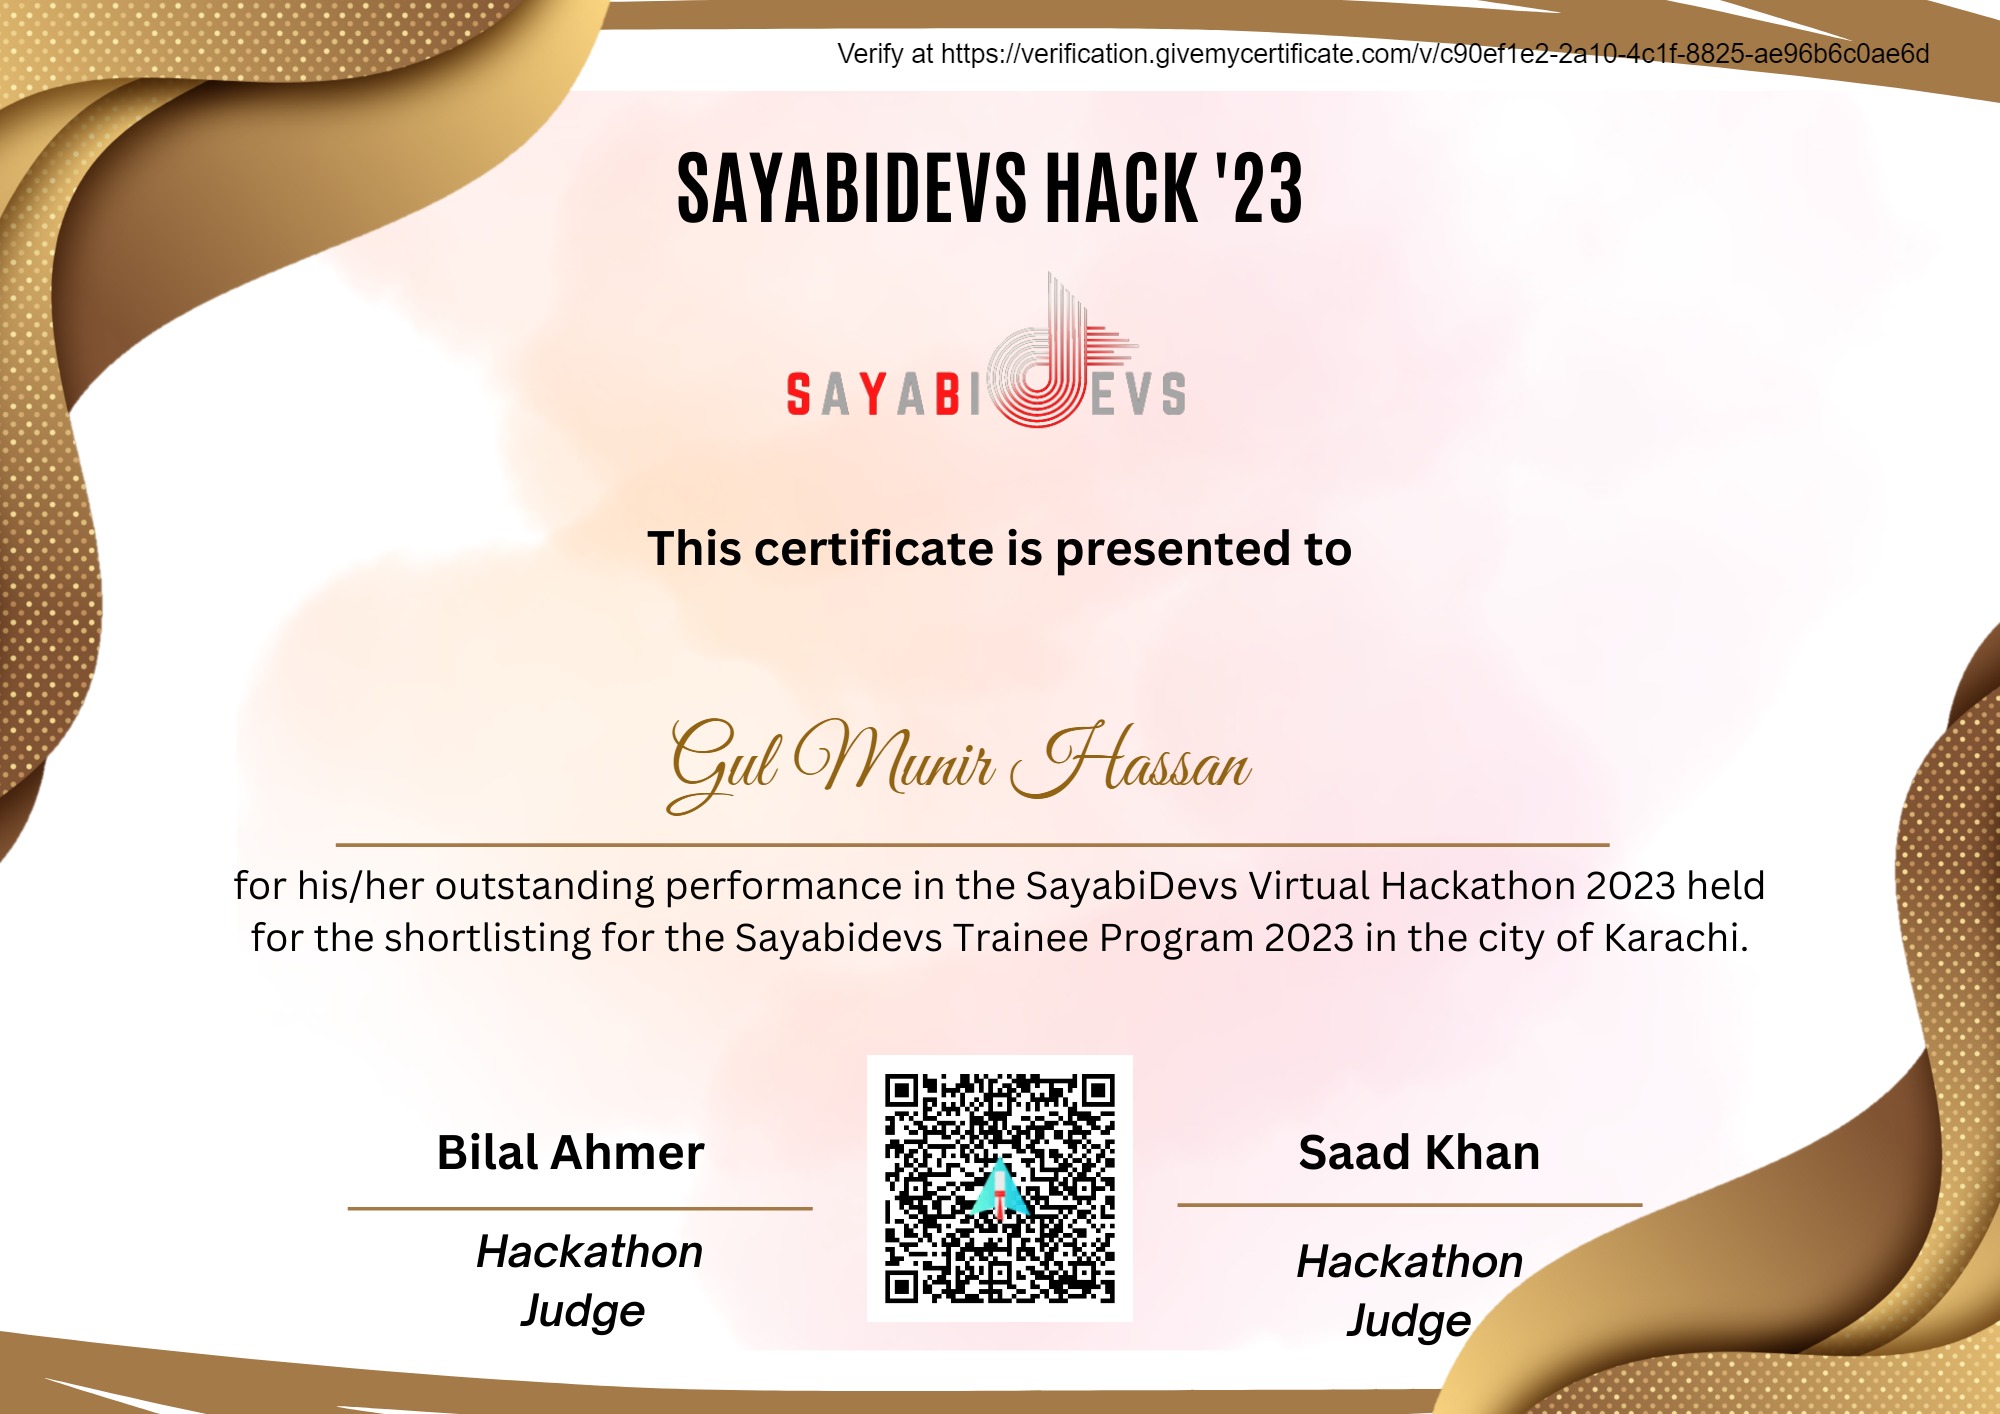 Verify at https://verification.givemycertificate.com/v/c90ef1e2-2a10-4c1f-8825-ae96b6c0ae6d
SAYABIDEVS HACK '23
SAYABIdEVS
This certificate is presented to
Gul Munir Hassan
for his/her outstanding performance in the SayabiDevs Virtual Hackathon 2023 held
for the shortlisting for the Sayabidevs Trainee Program 2023 in the city of Karachi.
Bilal Ahmer
Hackathon
Judge
Saad Khan
Hackathon
Judge